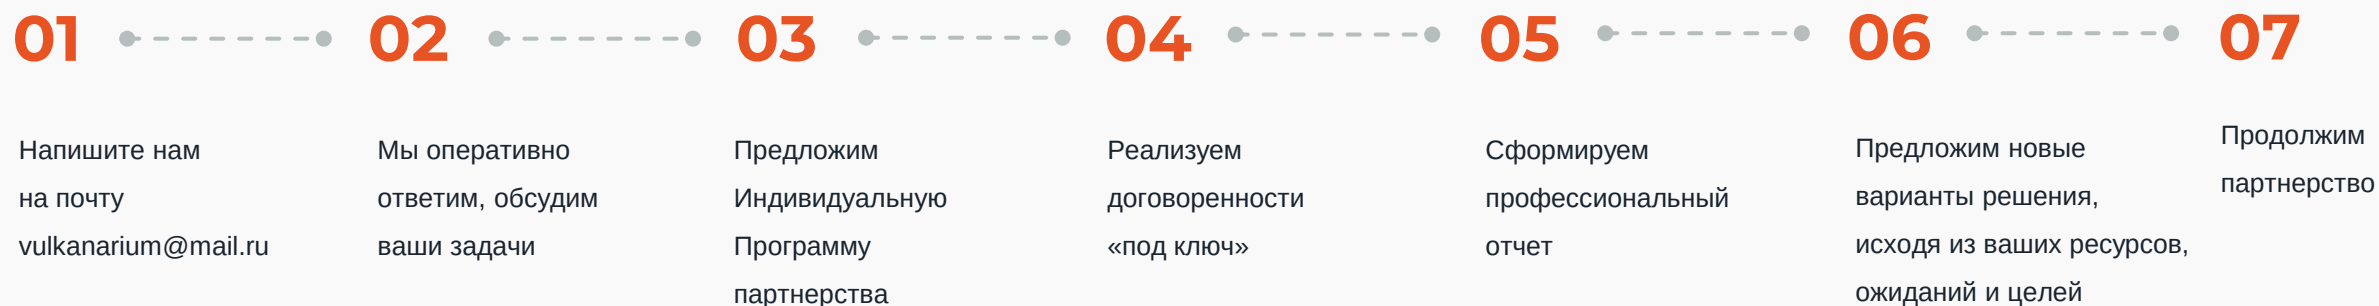 01
Напишите нам
на почту
vulkanarium@mail.ru
02
Мы оперативно
ответим, обсудим
ваши задачи
03
Предложим
Индивидуальную
Программу
партнерства
04
Реализуем
договоренности
«под ключ»
05
Сформируем
профессиональный
отчет
06
Предложим новые
варианты решения,
исходя из ваших ресурсов,
ожиданий и целей
07
Продолжим
партнерство